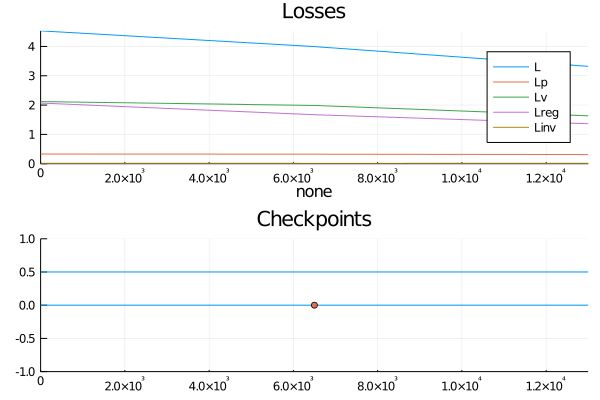 Losses
4
3
2
1
0
L
Lp
Lv
Lreg
Linv
0 2.0×10³ 4.0×10³ 6.0×10³ 8.0×10³ 1.0×10⁴ 1.2×10⁴
none
Checkpoints
1.0
0.5
0.0
-0.5
-1.0
0 2.0×10³ 4.0×10³ 6.0×10³ 8.0×10³ 1.0×10⁴ 1.2×10⁴